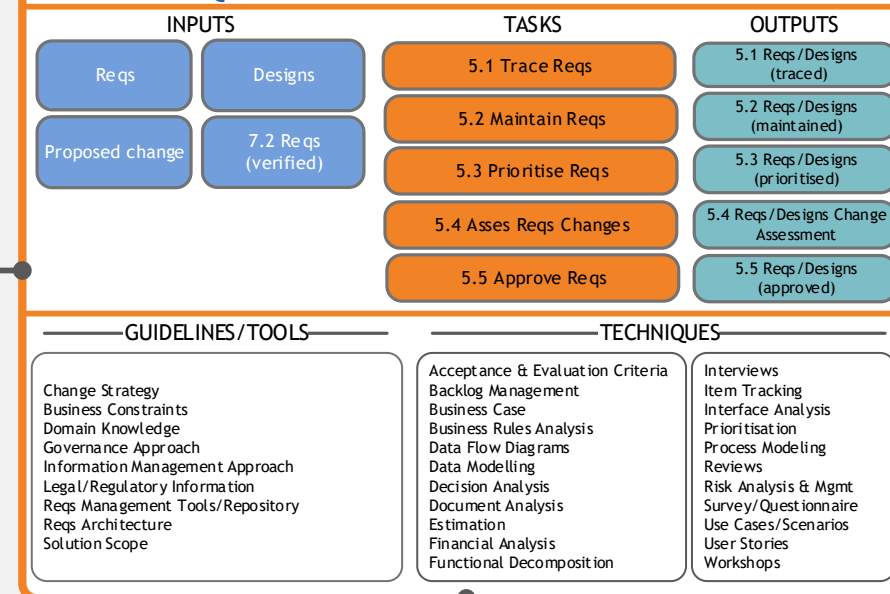 INPUTS
TASKS
OUTPUTS
Reqs
Designs
Proposed change
7.2 Reqs
(verified)
5.1 Trace Reqs
5.2 Maintain Reqs
5.3 Prioritise Reqs
5.4 Asses Reqs Changes
5.5 Approve Reqs
5.1 Reqs/Designs
(traced)
5.2 Reqs/Designs
(maintained)
5.3 Reqs/Designs
(prioritised)
5.4 Reqs/Designs Change
Assessment
5.5 Reqs/Designs
(approved)
GUIDELINES/TOOLS
Change Strategy
Business Constraints
Domain Knowledge
Governance Approach
Information Management Approach
Legal/Regulatory Information
Reqs Management Tools/Repository
Reqs Architecture
Solution Scope
TECHNIQUES
Acceptance & Evaluation Criteria
Backlog Management
Business Case
Business Rules Analysis
Data Flow Diagrams
Data Modelling
Decision Analysis
Document Analysis
Estimation
Financial Analysis
Functional Decomposition
Interviews
Item Tracking
Interface Analysis
Prioritisation
Process Modeling
Reviews
Risk Analysis & Mgmt
Survey/Questionnaire
Use Cases/Scenarios
User Stories
Workshops